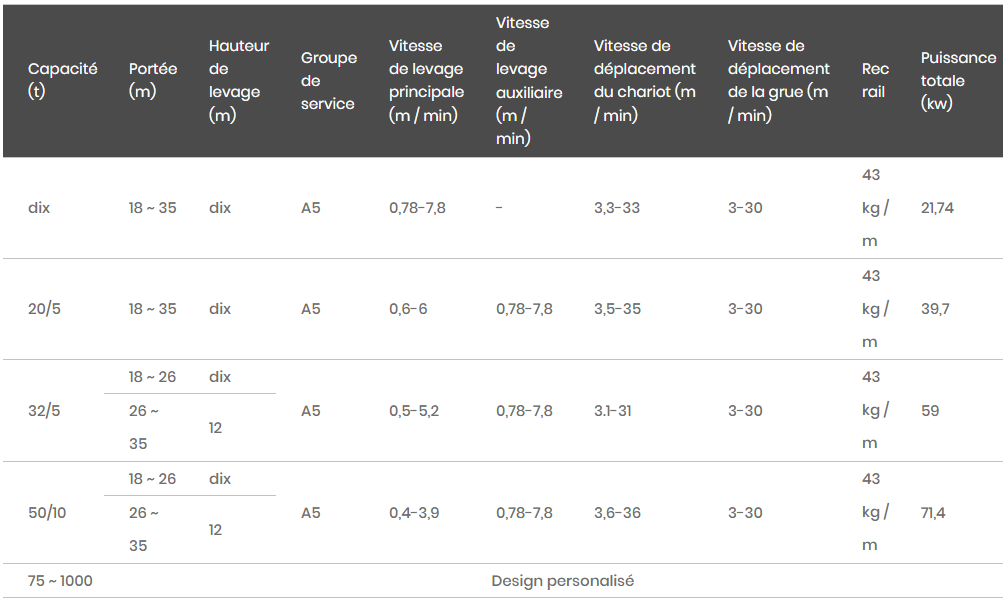 Capacité (t)
Portée (m)
Hauteur de levage (m)
Groupe de service
Vitesse de levage principale (m / min)
Vitesse de levage auxiliaire (m / min)
Vitesse de déplacement du chariot (m / min)
Vitesse de déplacement de la grue (m / min)
Rec rail
Puissance totale (kw)
dix 18 ~ 35 dix A5 0,78-7,8 - 3,3-33 3-30 43 kg / m 21,74
20/5 18 ~ 35 dix A5 0,6-6 0,78-7,8 3,5-35 3-30 43 kg / m 39,7
32/5 18 ~ 26 dix A5 0,5-5,2 0,78-7,8 3.1-31 3-30 43 kg / m 59
26 ~ 35 12
50/10 18 ~ 26 dix A5 0,4-3,9 0,78-7,8 3,6-36 3-30 43 kg / m 71,4
26 ~ 35 12
75 ~ 1000 Design personalisé